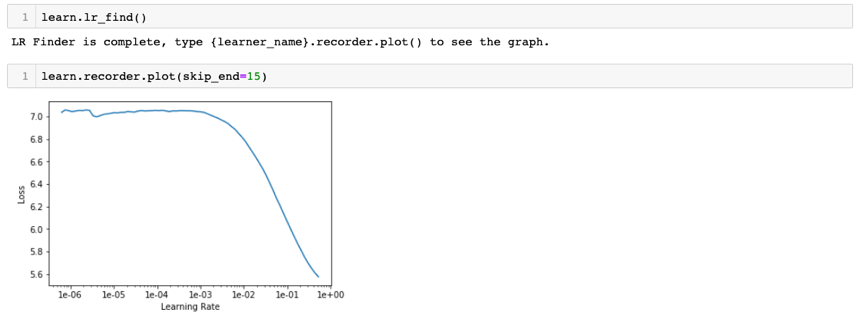 1 learn.lr_find()
LR Finder is complete, type {learner_name}.recorder.plot() to see the graph.
1 learn.recorder.plot(skip_end=15)
7.0
6.8
6.6
6.4
6.2
6.0
5.8
5.6
Loss
1e-06 1e-05 1e-04 1e-03 1e-02 1e-01 1e+00
Learning Rate